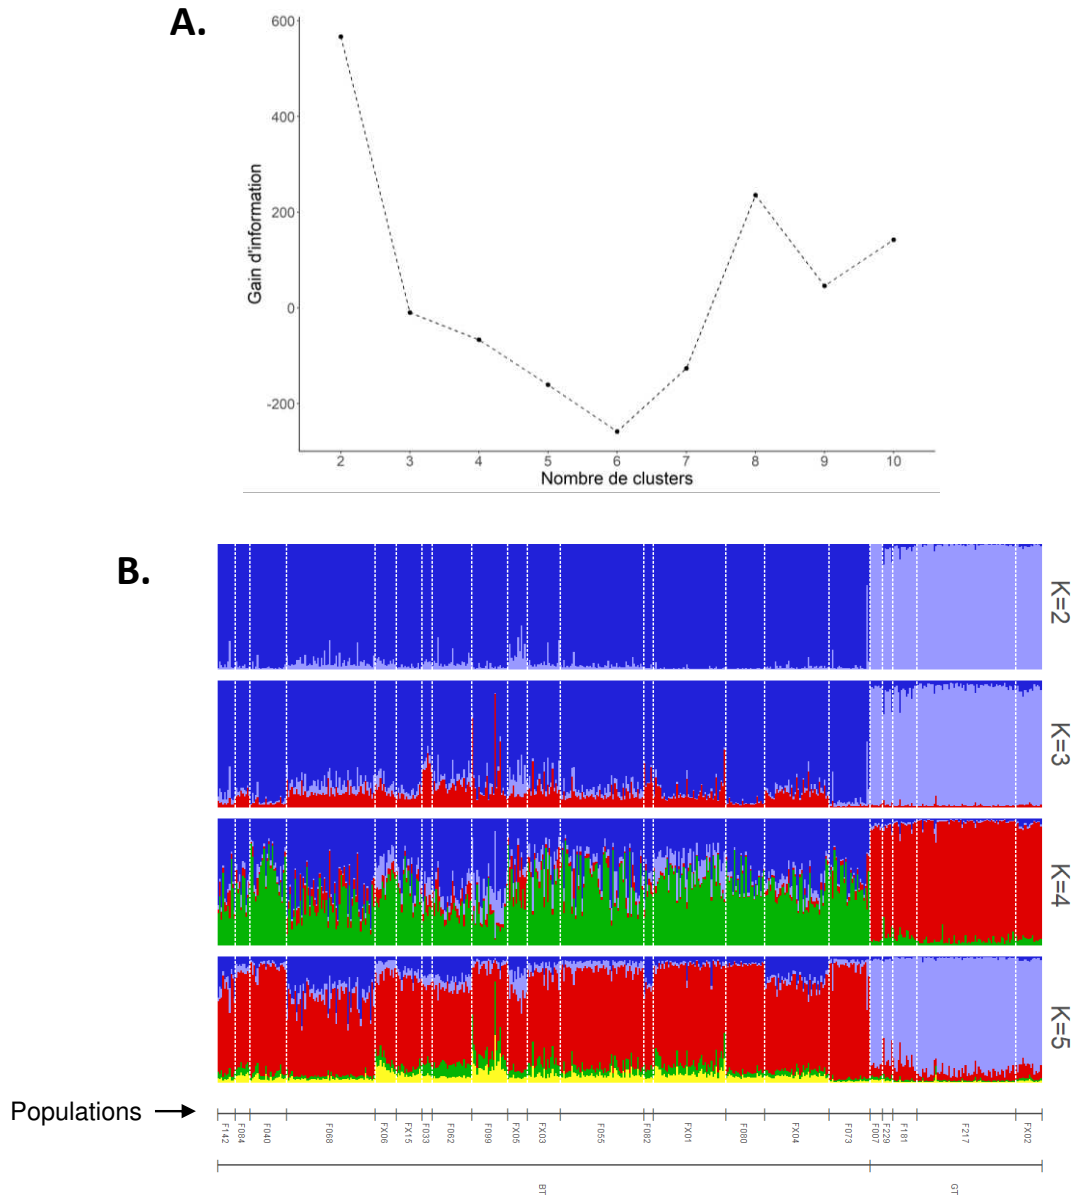 A.
600
400
200
0
-200
Gain d'information
2 3 4 5 6 7 8 9 10
Nombre de clusters
B.
K=2
K=3
K=4
K=5
Populations
F142 F084 F040 F068 FX06 FX15 F033 F062 F099 FX05 FX03 F055 F082 FX01 F080 FX04 F073 F007 F229 F181 F217 FX02
BT GT